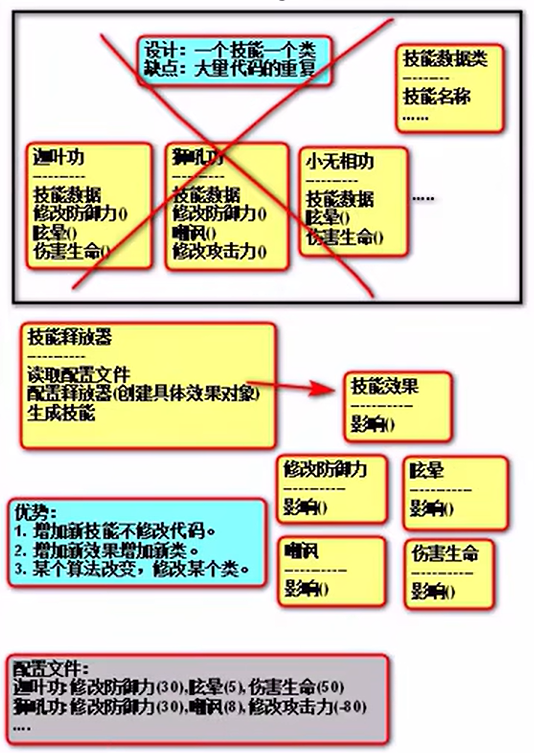 设计：一个技能一个类
缺点：大量代码的重复
技能数据类
----------
技能名称
......
迦叶功
-----------
技能数据
修改防御力()
眩晕()
伤害生命()
狮吼功
-----------
技能数据
修改防御力()
嘲讽()
修改攻击力()
小无相功
-----------
技能数据
眩晕()
伤害生命()
.....
技能释放器
------------
读取配置文件
配置释放器(创建具体效果对象)
生成技能
技能效果
------------
影响()
修改防御力
------------
影响()
眩晕
------------
影响()
嘲讽
------------
影响()
伤害生命
------------
影响()
优势：
1. 增加新技能不修改代码。
2. 增加新效果增加新类。
3. 某个算法改变，修改某个类。
配置文件：
迦叶功:修改防御力(30),眩晕(5),伤害生命(50)
狮吼功:修改防御力(30),嘲讽(8),修改攻击力(-80)
....